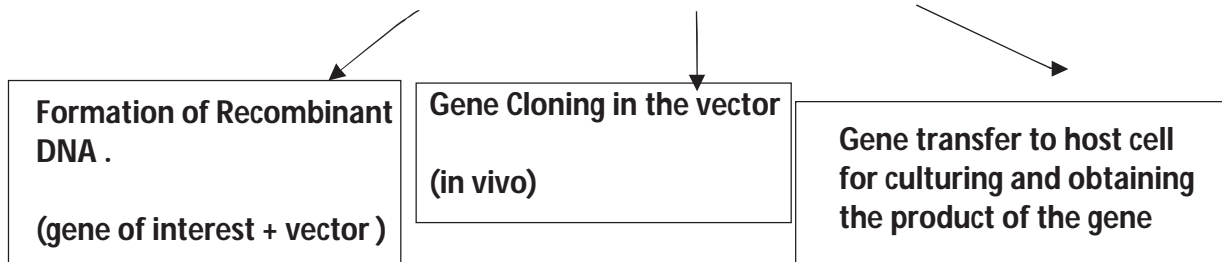 Formation of Recombinant
DNA .
(gene of interest + vector )
Gene Cloning in the vector
(in vivo)
Gene transfer to host cell
for culturing and obtaining
the product of the gene